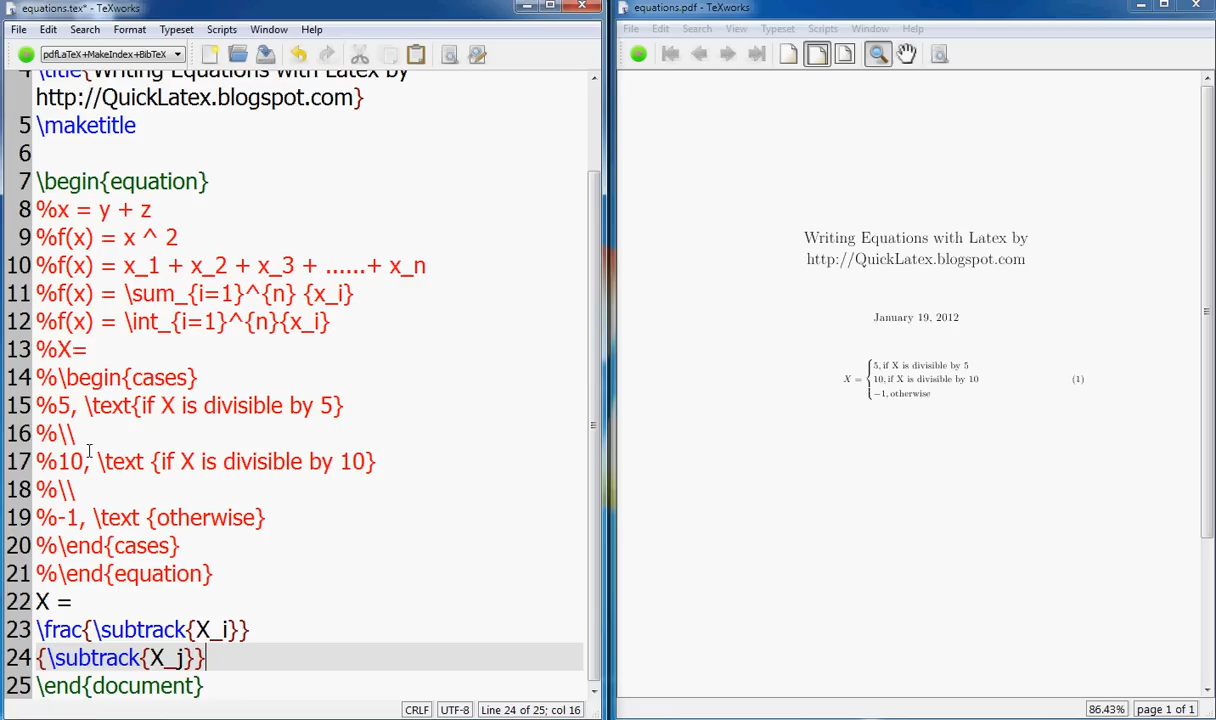 equations.tex* - TeXworks
File Edit Search Format Typeset Scripts Window Help
pdfLaTeX+MakeIndex+BibTeX
4 \title{Writing Equations with Latex by
http://QuickLatex.blogspot.com}
5 \maketitle
6
7 \begin{equation}
8 %x = y + z
9 %f(x) = x ^ 2
10 %f(x) = x_1 + x_2 + x_3 + ......+ x_n
11 %f(x) = \sum_{i=1}^{n} {x_i}
12 %f(x) = \int_{i=1}^{n}{x_i}
13 %X=
14 %\begin{cases}
15 %5, \text{if X is divisible by 5}
16 %\\
17 %10, \text {if X is divisible by 10}
18 %\\
19 %-1, \text {otherwise}
20 %\end{cases}
21 %\end{equation}
22 X =
23 \frac{\subtrack{X_i}}
24 {\subtrack{X_j}}
25 \end{document}
CRLF UTF-8 Line 24 of 25; col 16
equations.pdf - TeXworks
File Edit Search View Typeset Scripts Window Help
Writing Equations with Latex by
http://QuickLatex.blogspot.com
January 19, 2012
5, if X is divisible by 5
X = 10, if X is divisible by 10 (1)
−1, otherwise
86.43% page 1 of 1